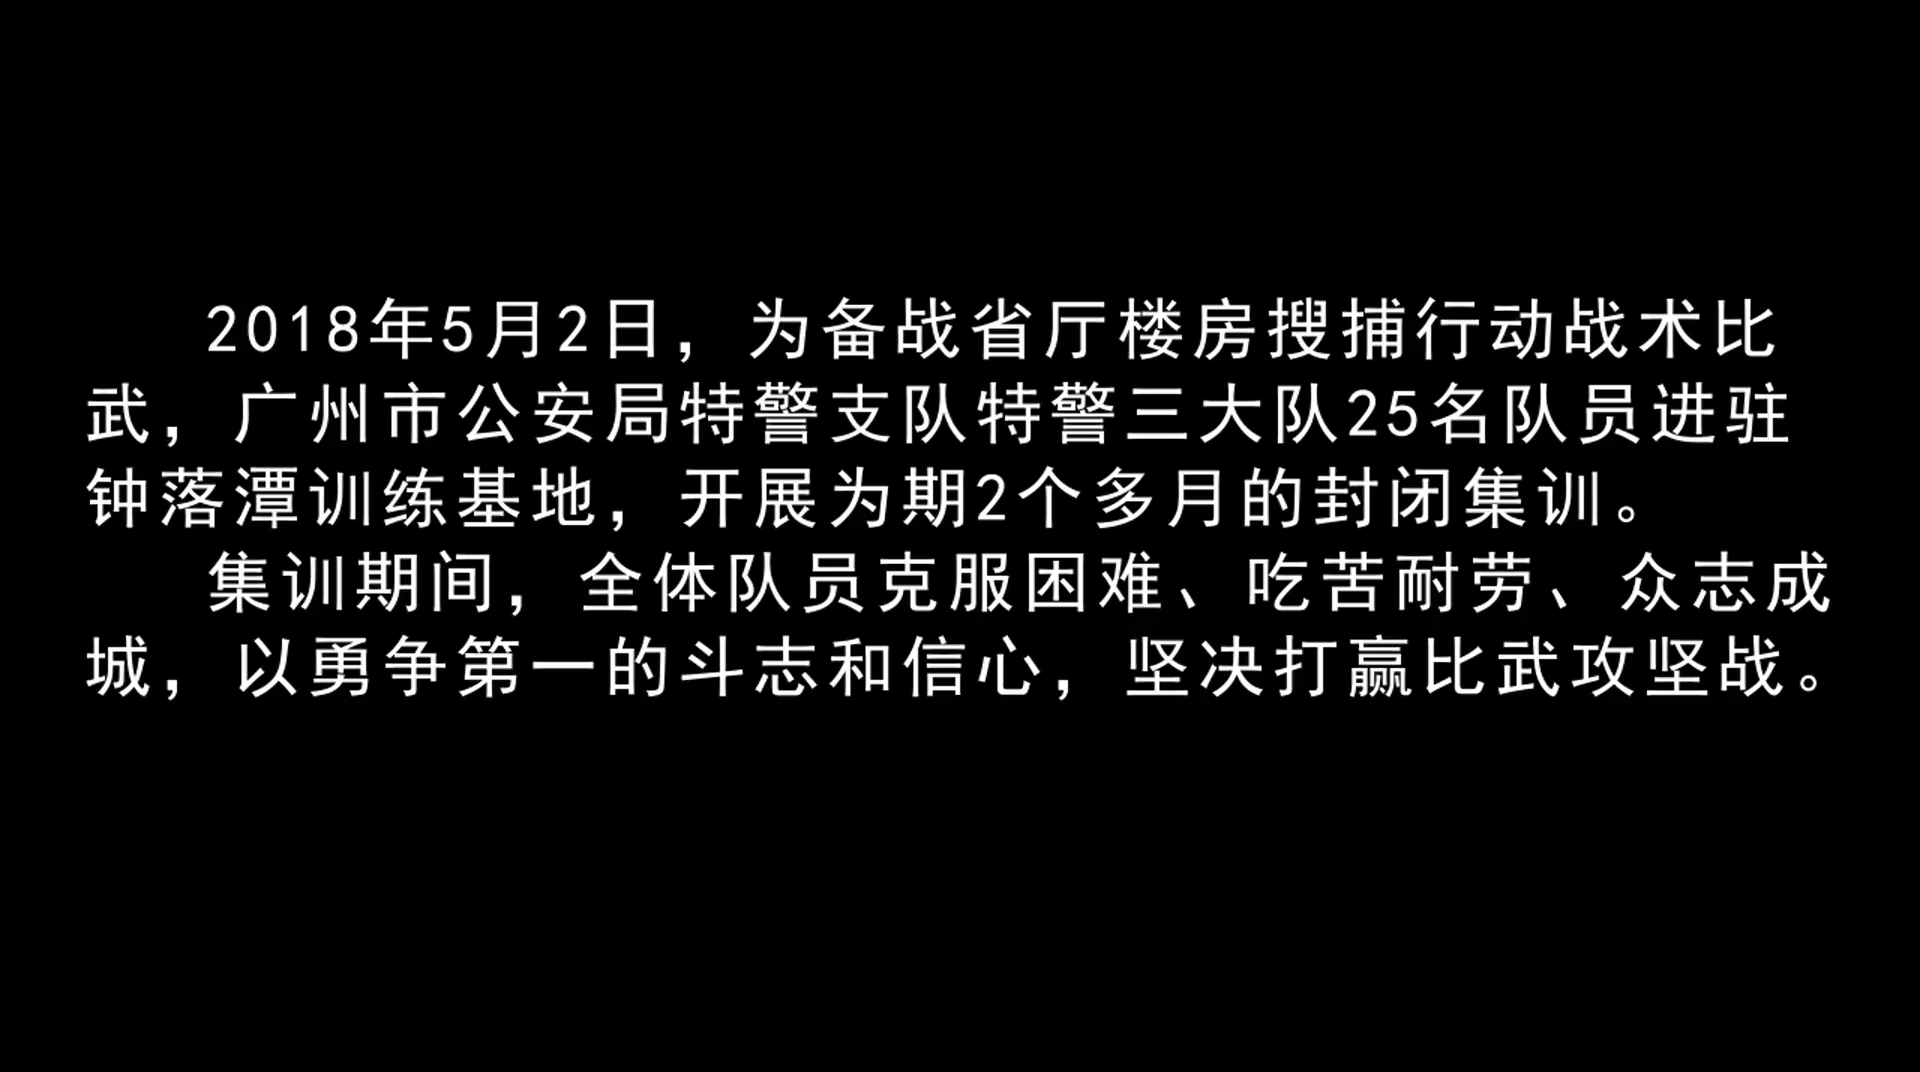 2018年5月2日，为备战省厅楼房搜捕行动战术比
武，广州市公安局特警支队特警三大队25名队员进驻
钟落潭训练基地，开展为期2个多月的封闭集训。
集训期间，全体队员克服困难、吃苦耐劳、众志成
城，以勇争第一的斗志和信心，坚决打赢比武攻坚战。